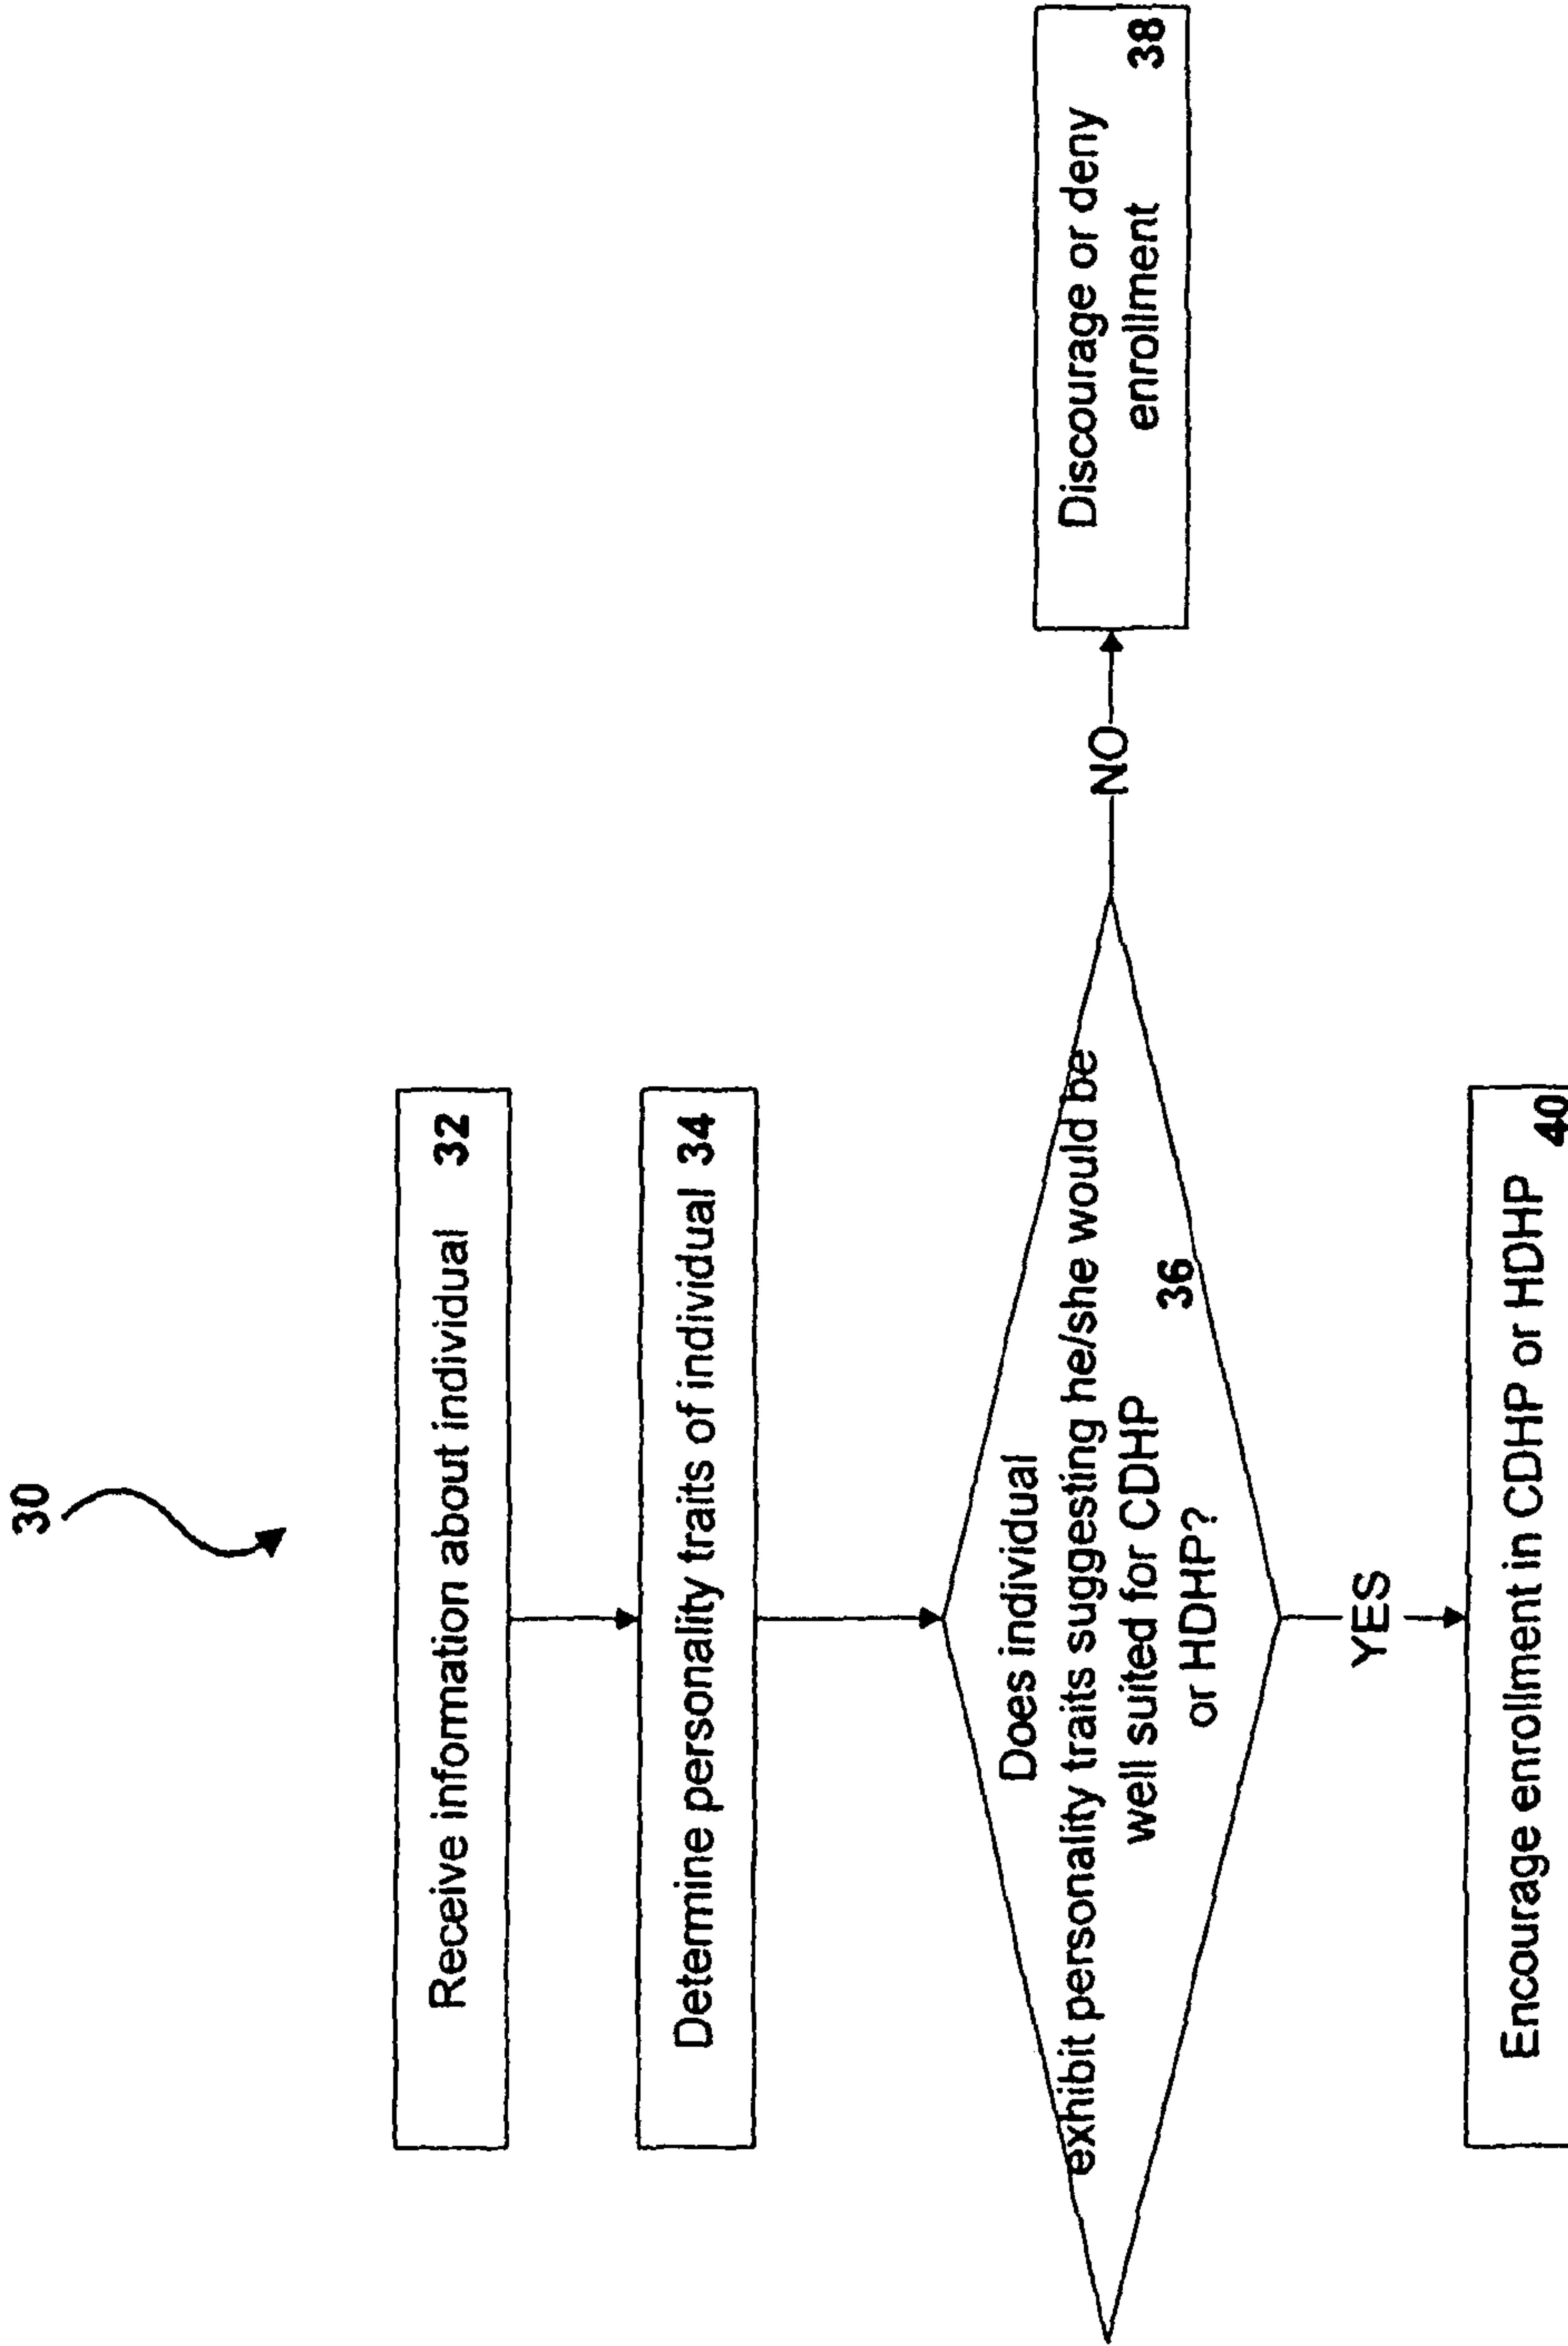 30
Receive information about individual 32
Determine personality traits of individual 34
Does individual
exhibit personality traits suggesting he/she would be
well suited for CDHP
or HDHP?
36
NO
Discourage or deny
enrollment
38
YES
Encourage enrollment in CDHP or HDHP
40